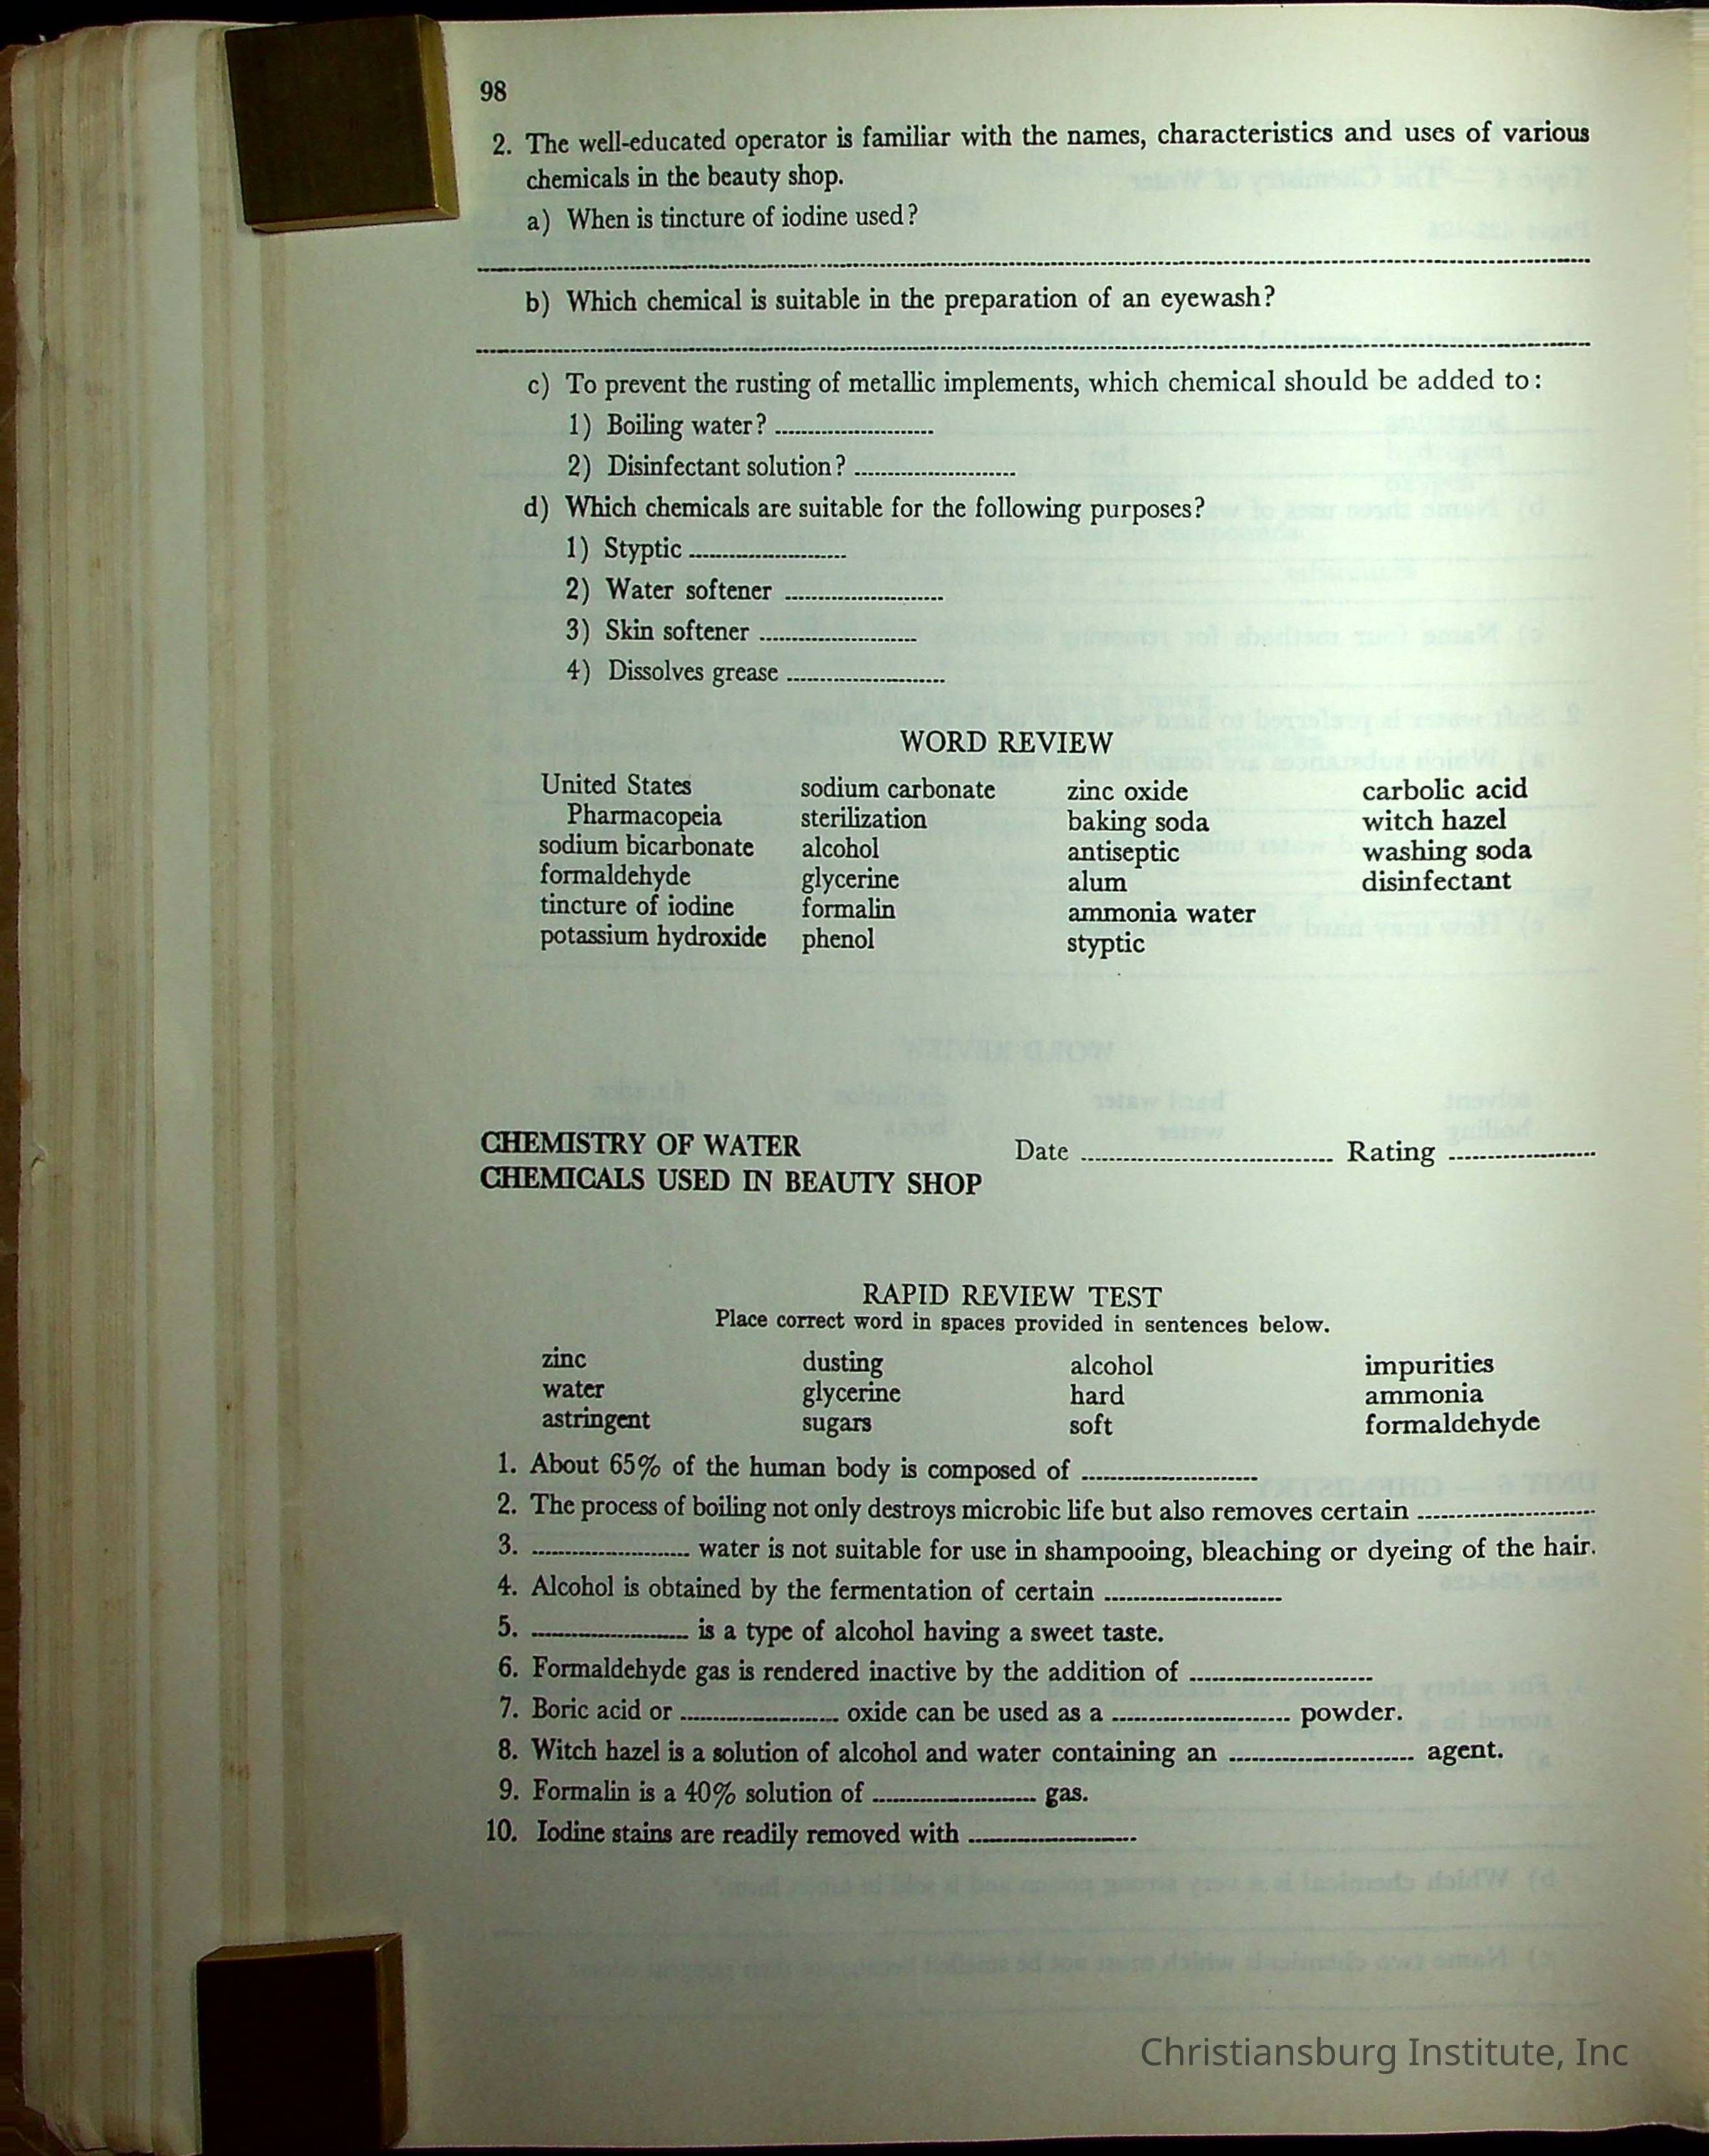 98
2. The well-educated operator is familiar with the names, characteristics and uses of various
chemicals in the beauty shop.
a) When is tincture of iodine used?
b) Which chemical is suitable in the preparation of an eyewash?
c) To prevent the rusting of metallic implements, which chemical should be added to:
1) Boiling water?
2) Disinfectant solution?
d) Which chemicals are suitable for the following purposes?
1) Styptic
2) Water softener
3) Skin softener
4) Dissolves grease
WORD REVIEW
United States sodium carbonate zinc oxide carbolic acid
Pharmacopeia sterilization baking soda witch hazel
sodium bicarbonate alcohol antiseptic washing soda
formaldehyde glycerine alum disinfectant
tincture of iodine formalin ammonia water
potassium hydroxide phenol styptic
CHEMISTRY OF WATER Date Rating
CHEMICALS USED IN BEAUTY SHOP
RAPID REVIEW TEST
Place correct word in spaces provided in sentences below.
zinc dusting alcohol impurities
water glycerine hard ammonia
astringent sugars soft formaldehyde
1. About 65% of the human body is composed of
2. The process of boiling not only destroys microbic life but also removes certain
3. water is not suitable for use in shampooing, bleaching or dyeing of the hair.
4. Alcohol is obtained by the fermentation of certain
5. is a type of alcohol having a sweet taste.
6. Formaldehyde gas is rendered inactive by the addition of
7. Boric acid or oxide can be used as a powder.
8. Witch hazel is a solution of alcohol and water containing an agent.
9. Formalin is a 40% solution of gas.
10. Iodine stains are readily removed with
Christiansburg Institute, Inc